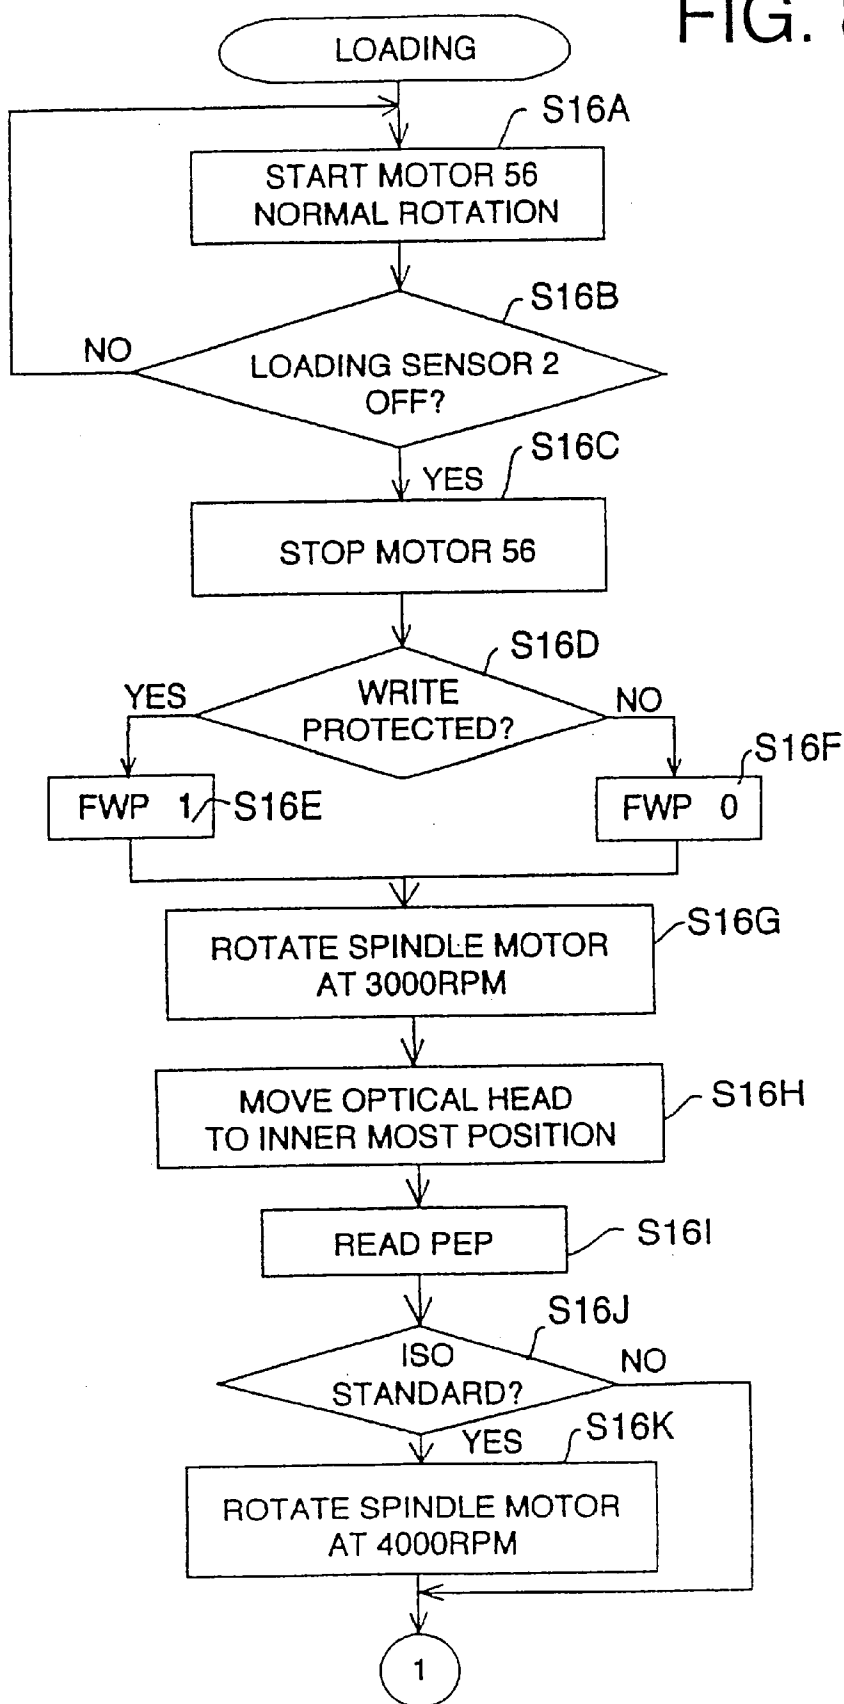 FIG. 8
LOADING
S16A
START MOTOR 56
NORMAL ROTATION
S16B
NO
LOADING SENSOR 2
OFF?
S16C
YES
STOP MOTOR 56
S16D
YES
WRITE
PROTECTED?
NO
S16F
FWP 1
S16E
FWP 0
S16G
ROTATE SPINDLE MOTOR
AT 3000RPM
S16H
MOVE OPTICAL HEAD
TO INNER MOST POSITION
S16I
READ PEP
S16J
ISO
STANDARD?
NO
YES
S16K
ROTATE SPINDLE MOTOR
AT 4000RPM
1